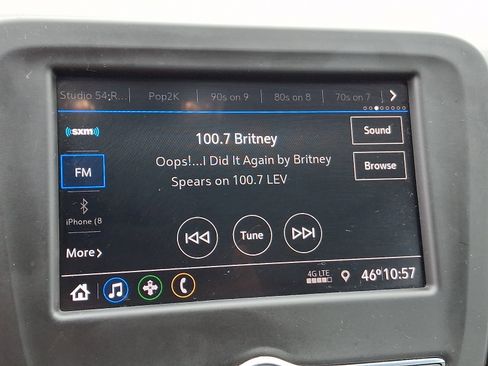 Studio 54 R... Pop2K 90s on 9 80s on 8 70s on 7 >
((sxm))
100.7 Britney
Sound
Oops!...I Did It Again by Britney
Spears on 100.7 LEV
Browse
FM
iPhone (8
Tune
More >
4G LTE
46° 10:57